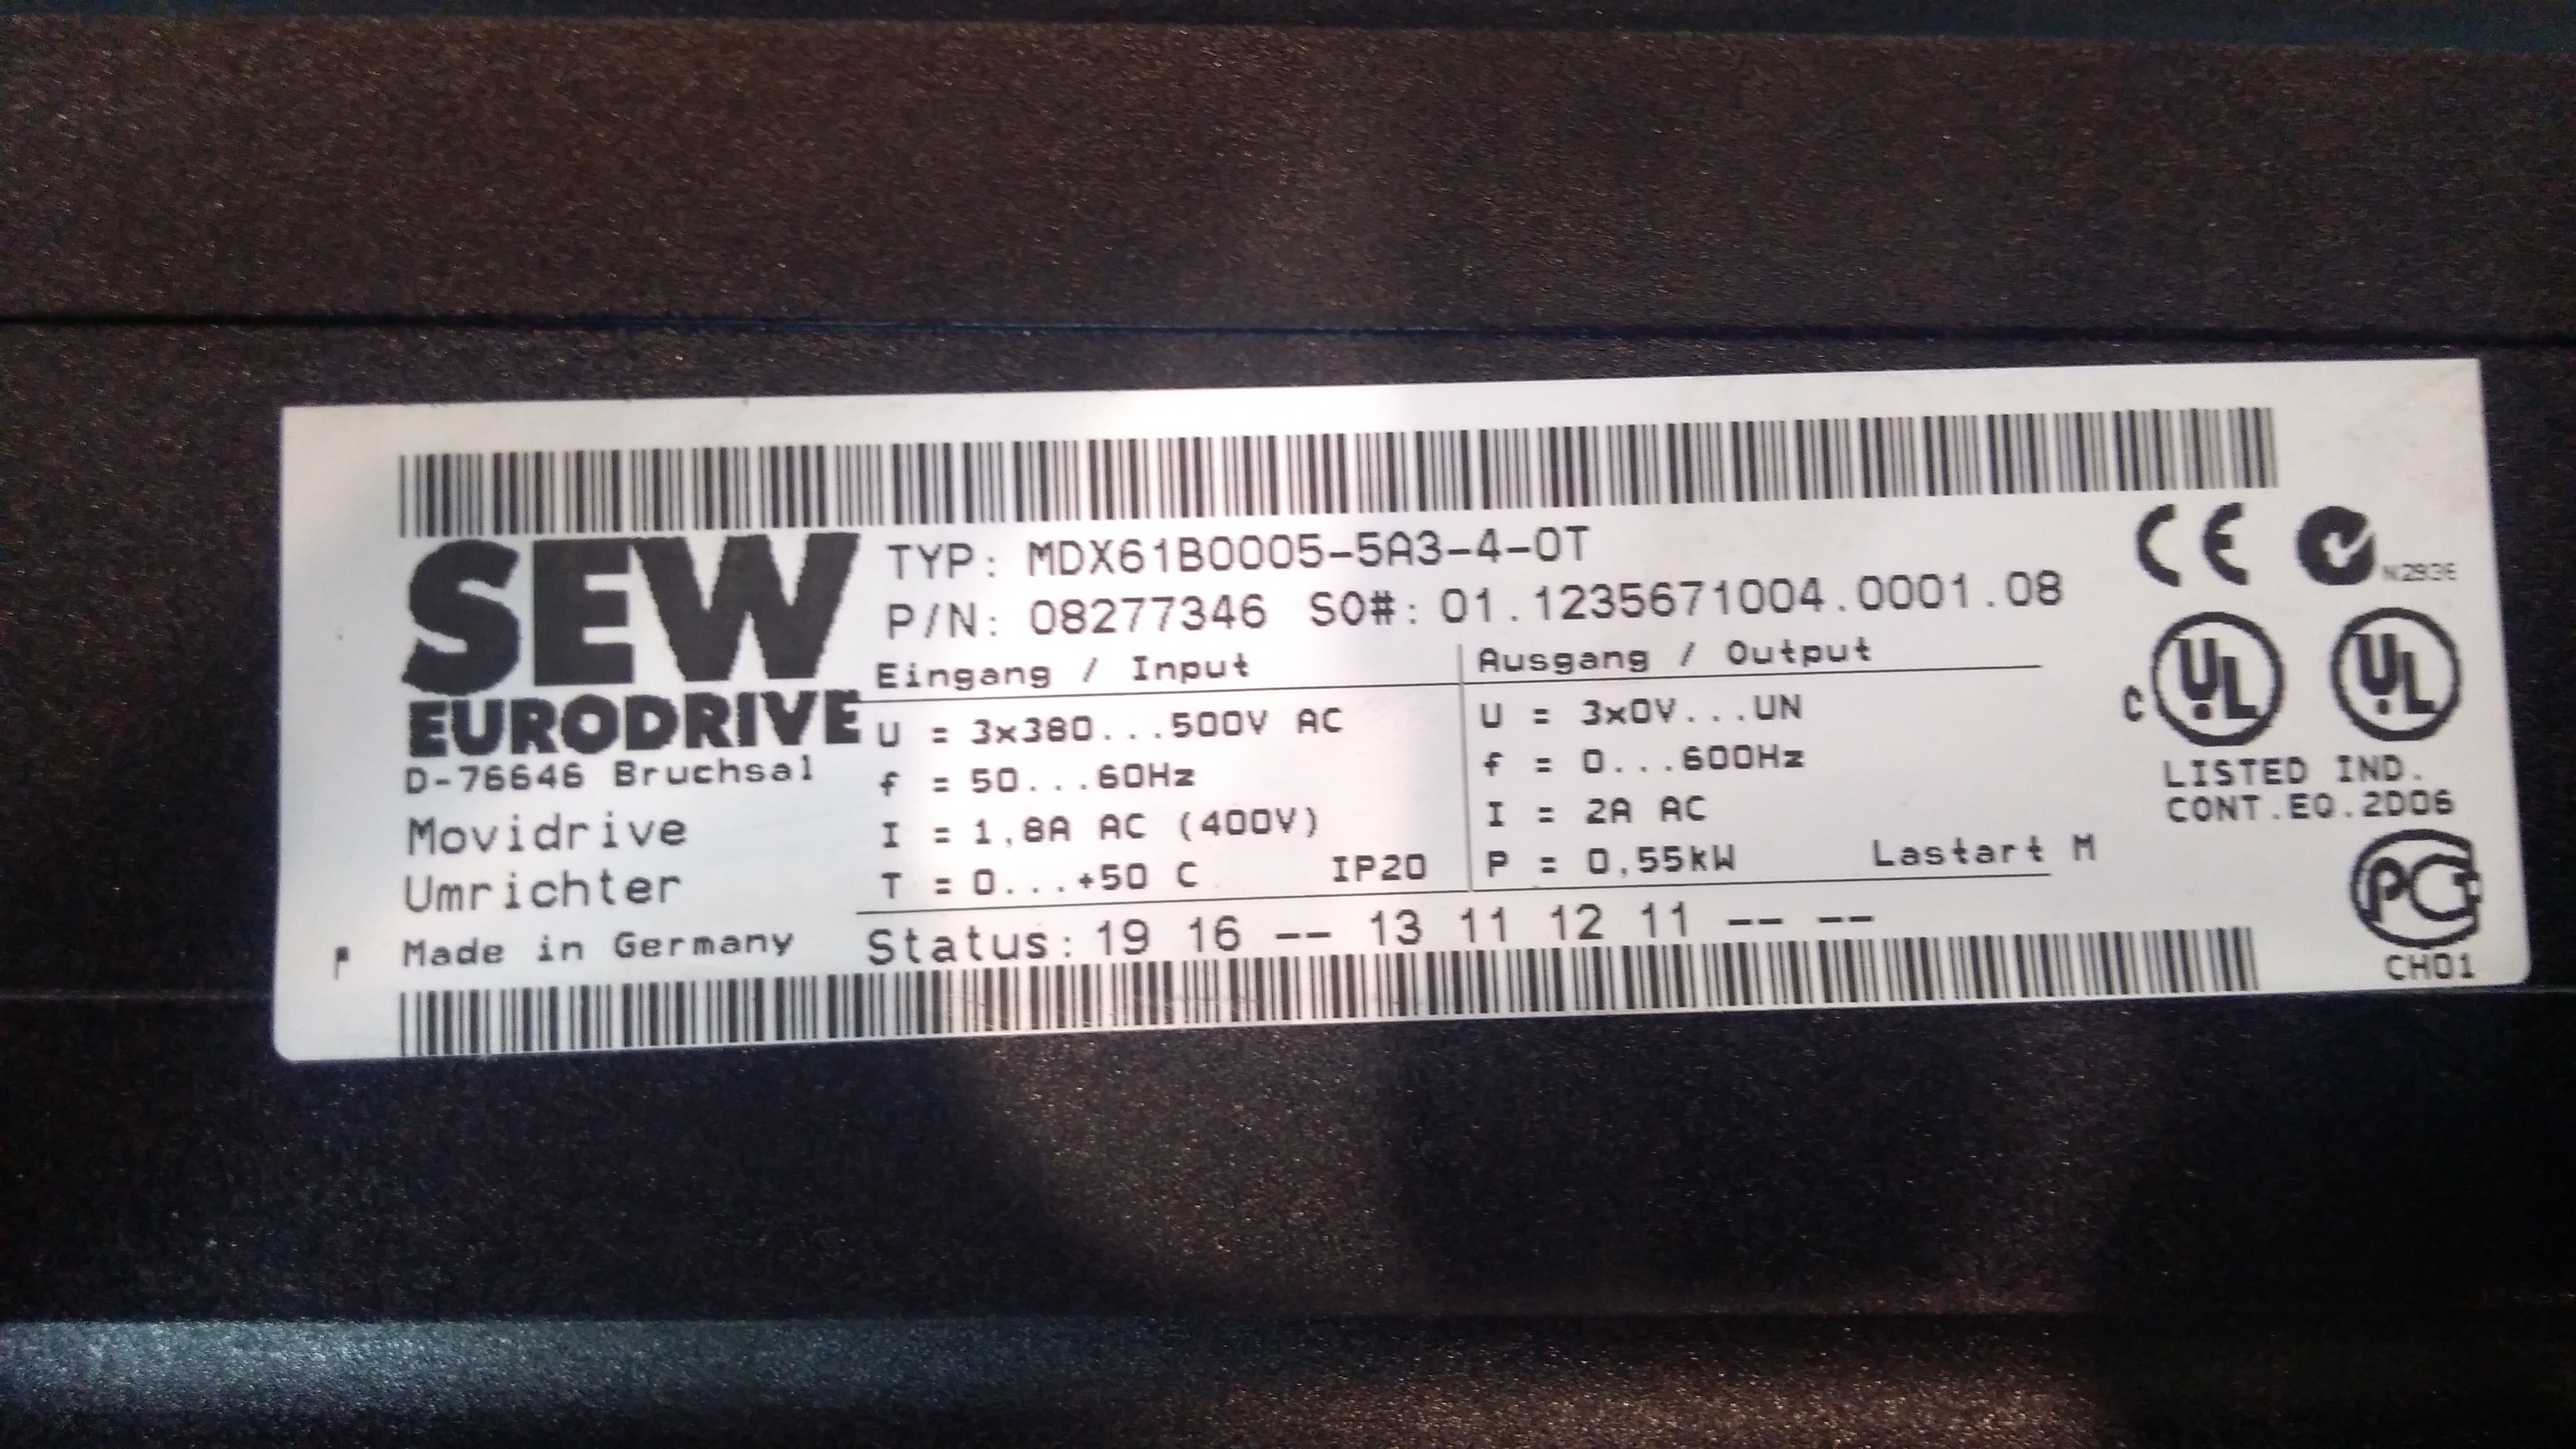 SEW
EURODRIVE
D-76646 Bruchsal
Movidrive
Umrichter
Made in Germany
TYP: MDX61B0005-5A3-4-0T
P/N: 08277346 SO#: 01.1235671004.0001.08
Eingang / Input
U = 3x380...500V AC
f = 50...60Hz
I = 1,8A AC (400V)
T = 0...+50 C IP20
Ausgang / Output
U = 3x0V...UN
f = 0...600Hz
I = 2A AC
P = 0,55kW Lastart M
Status: 19 16 -- 13 11 12 11 -- --
CE
C UL UL
LISTED IND.
CONT.EQ.2D06
PCT
CH01